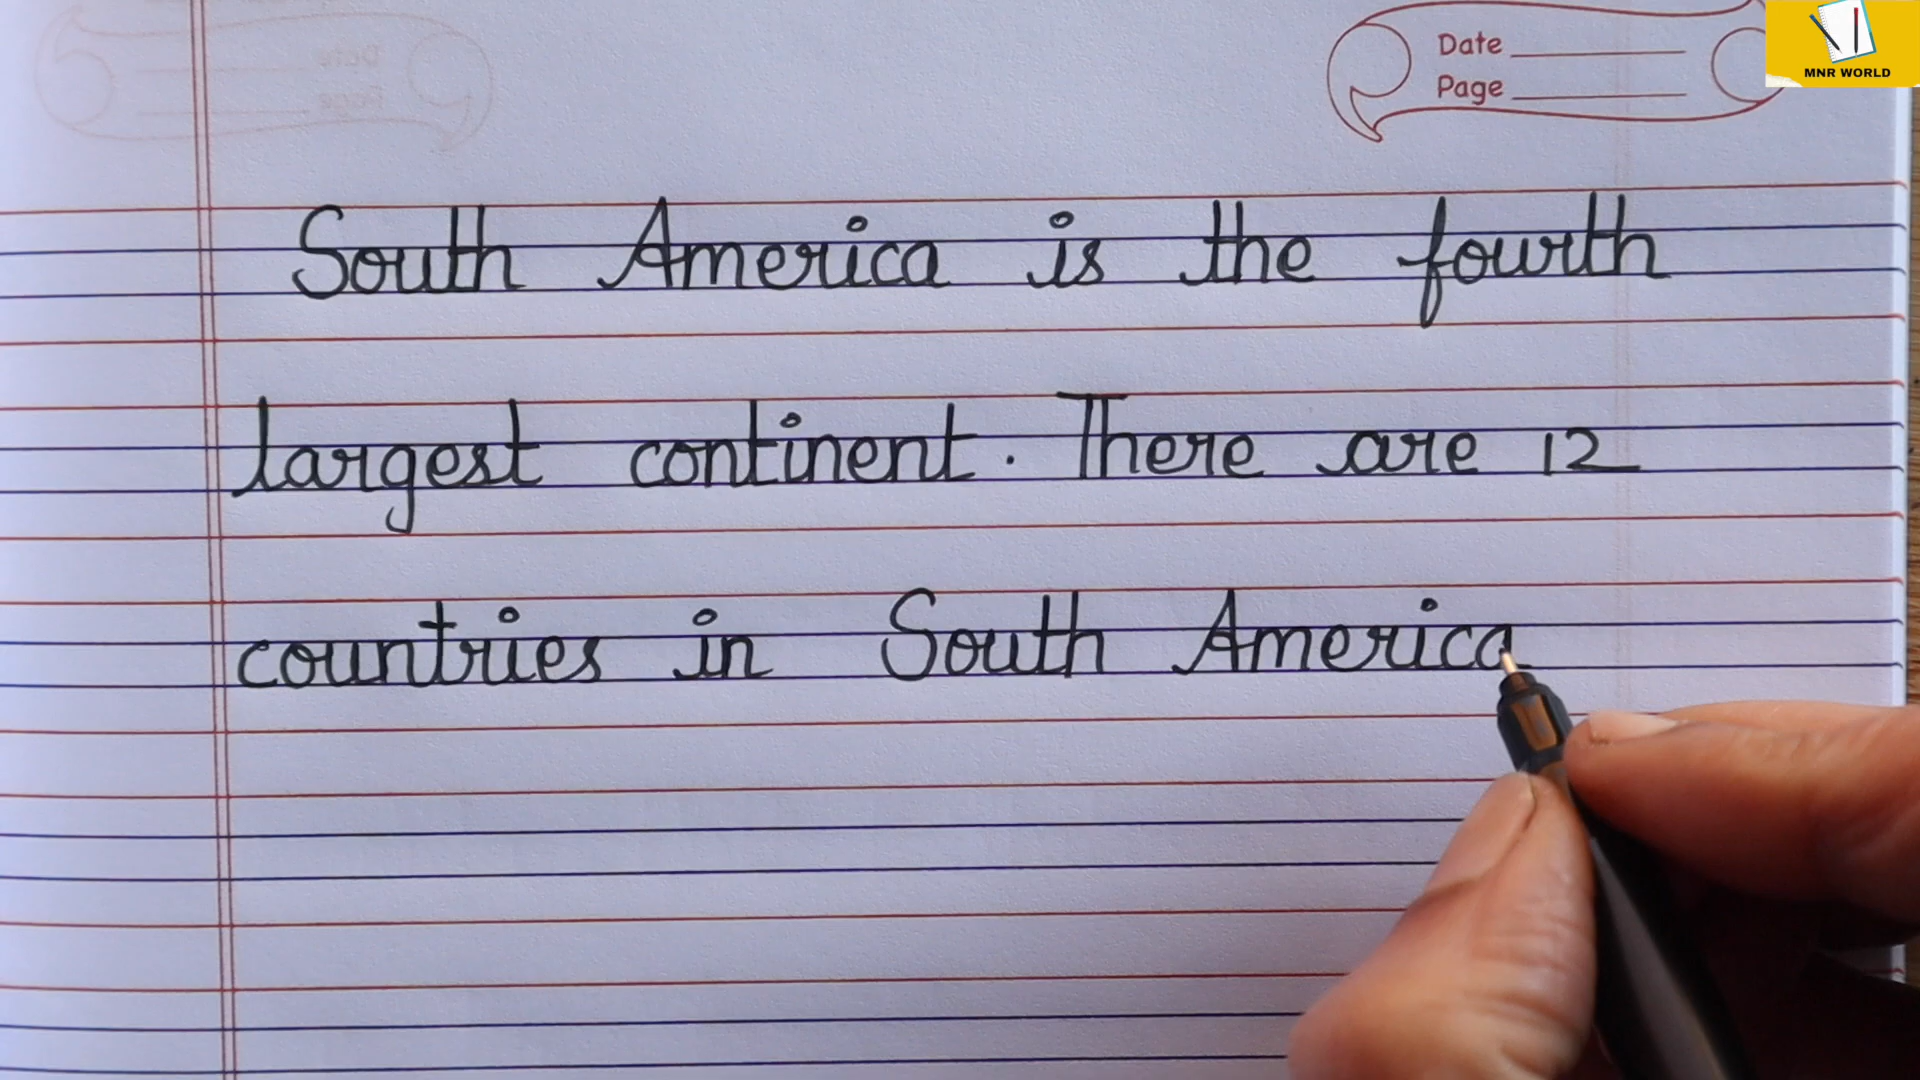 Date
Page
MNR WORLD
South America is the fourth
largest continent. There are 12
countries in South America